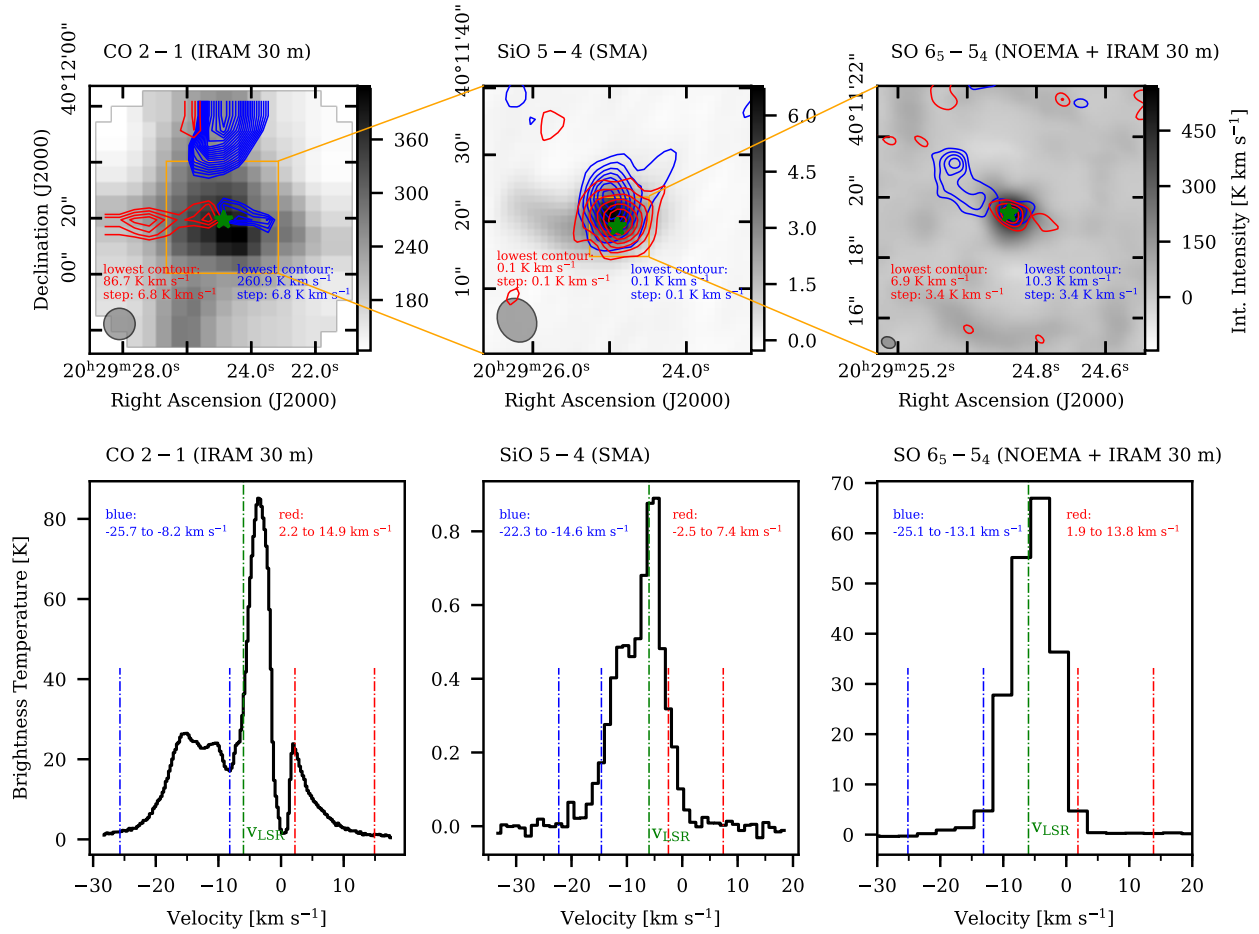 CO 2 − 1 (IRAM 30 m)
SiO 5 − 4 (SMA)
SO 6₅ − 5₄ (NOEMA + IRAM 30 m)
Declination (J2000)
40°12'00"
40"
20"
00"
lowest contour:
86.7 K km s⁻¹
step: 6.8 K km s⁻¹
lowest contour:
260.9 K km s⁻¹
step: 6.8 K km s⁻¹
360
300
240
180
20ʰ29ᵐ28.0ˢ
24.0ˢ
22.0ˢ
Right Ascension (J2000)
40°11'40"
30"
20"
10"
lowest contour:
0.1 K km s⁻¹
step: 0.1 K km s⁻¹
lowest contour:
0.1 K km s⁻¹
step: 0.1 K km s⁻¹
6.0
4.5
3.0
1.5
0.0
20ʰ29ᵐ26.0ˢ
24.0ˢ
Right Ascension (J2000)
40°11'22"
20"
18"
16"
lowest contour:
6.9 K km s⁻¹
step: 3.4 K km s⁻¹
lowest contour:
10.3 K km s⁻¹
step: 3.4 K km s⁻¹
450
300
150
0
Int. Intensity [K km s⁻¹]
20ʰ29ᵐ25.2ˢ
24.8ˢ
24.6ˢ
Right Ascension (J2000)
CO 2 − 1 (IRAM 30 m)
SiO 5 − 4 (SMA)
SO 6₅ − 5₄ (NOEMA + IRAM 30 m)
Brightness Temperature [K]
80
60
40
20
0
blue:
-25.7 to -8.2 km s⁻¹
red:
2.2 to 14.9 km s⁻¹
v_LSR
−30 −20 −10 0 10
Velocity [km s⁻¹]
0.8
0.6
0.4
0.2
0.0
blue:
-22.3 to -14.6 km s⁻¹
red:
-2.5 to 7.4 km s⁻¹
v_LSR
−30 −20 −10 0 10 20
Velocity [km s⁻¹]
70
60
50
40
30
20
10
0
blue:
-25.1 to -13.1 km s⁻¹
red:
1.9 to 13.8 km s⁻¹
v_LSR
−30 −20 −10 0 10 20
Velocity [km s⁻¹]